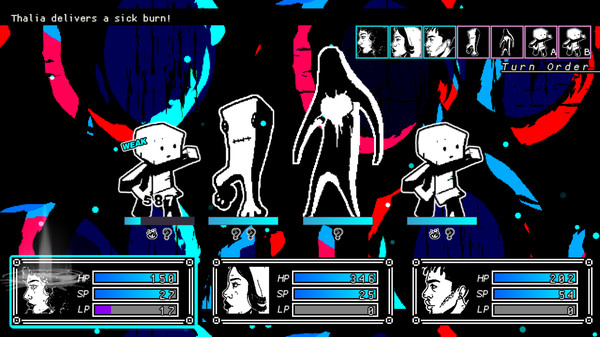 Thalia delivers a sick burn!
A
B
Turn Order
WEAK
587
? ? ? ? ?
HP 150
SP 27
LP 17
HP 346
SP 25
LP 0
HP 202
SP 54
LP 0